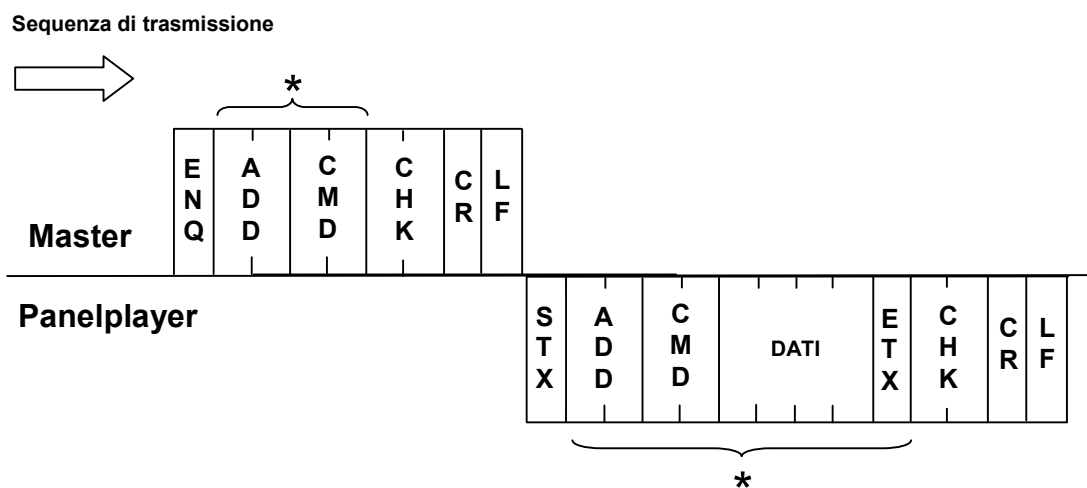 Sequenza di trasmissione
*
ENQ ADD CMD CHK CR LF
Master
Panelplayer
STX ADD CMD DATI ETX CHK CR LF
*